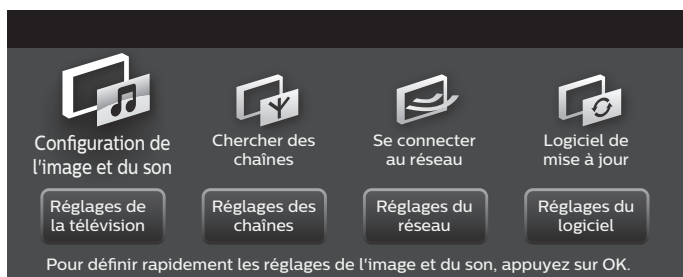 Configuration de
l'image et du son
Chercher des
chaînes
Se connecter
au réseau
Logiciel de
mise à jour
Réglages de
la télévision
Réglages des
chaînes
Réglages du
réseau
Réglages du
logiciel
Pour définir rapidement les réglages de l'image et du son, appuyez sur OK.